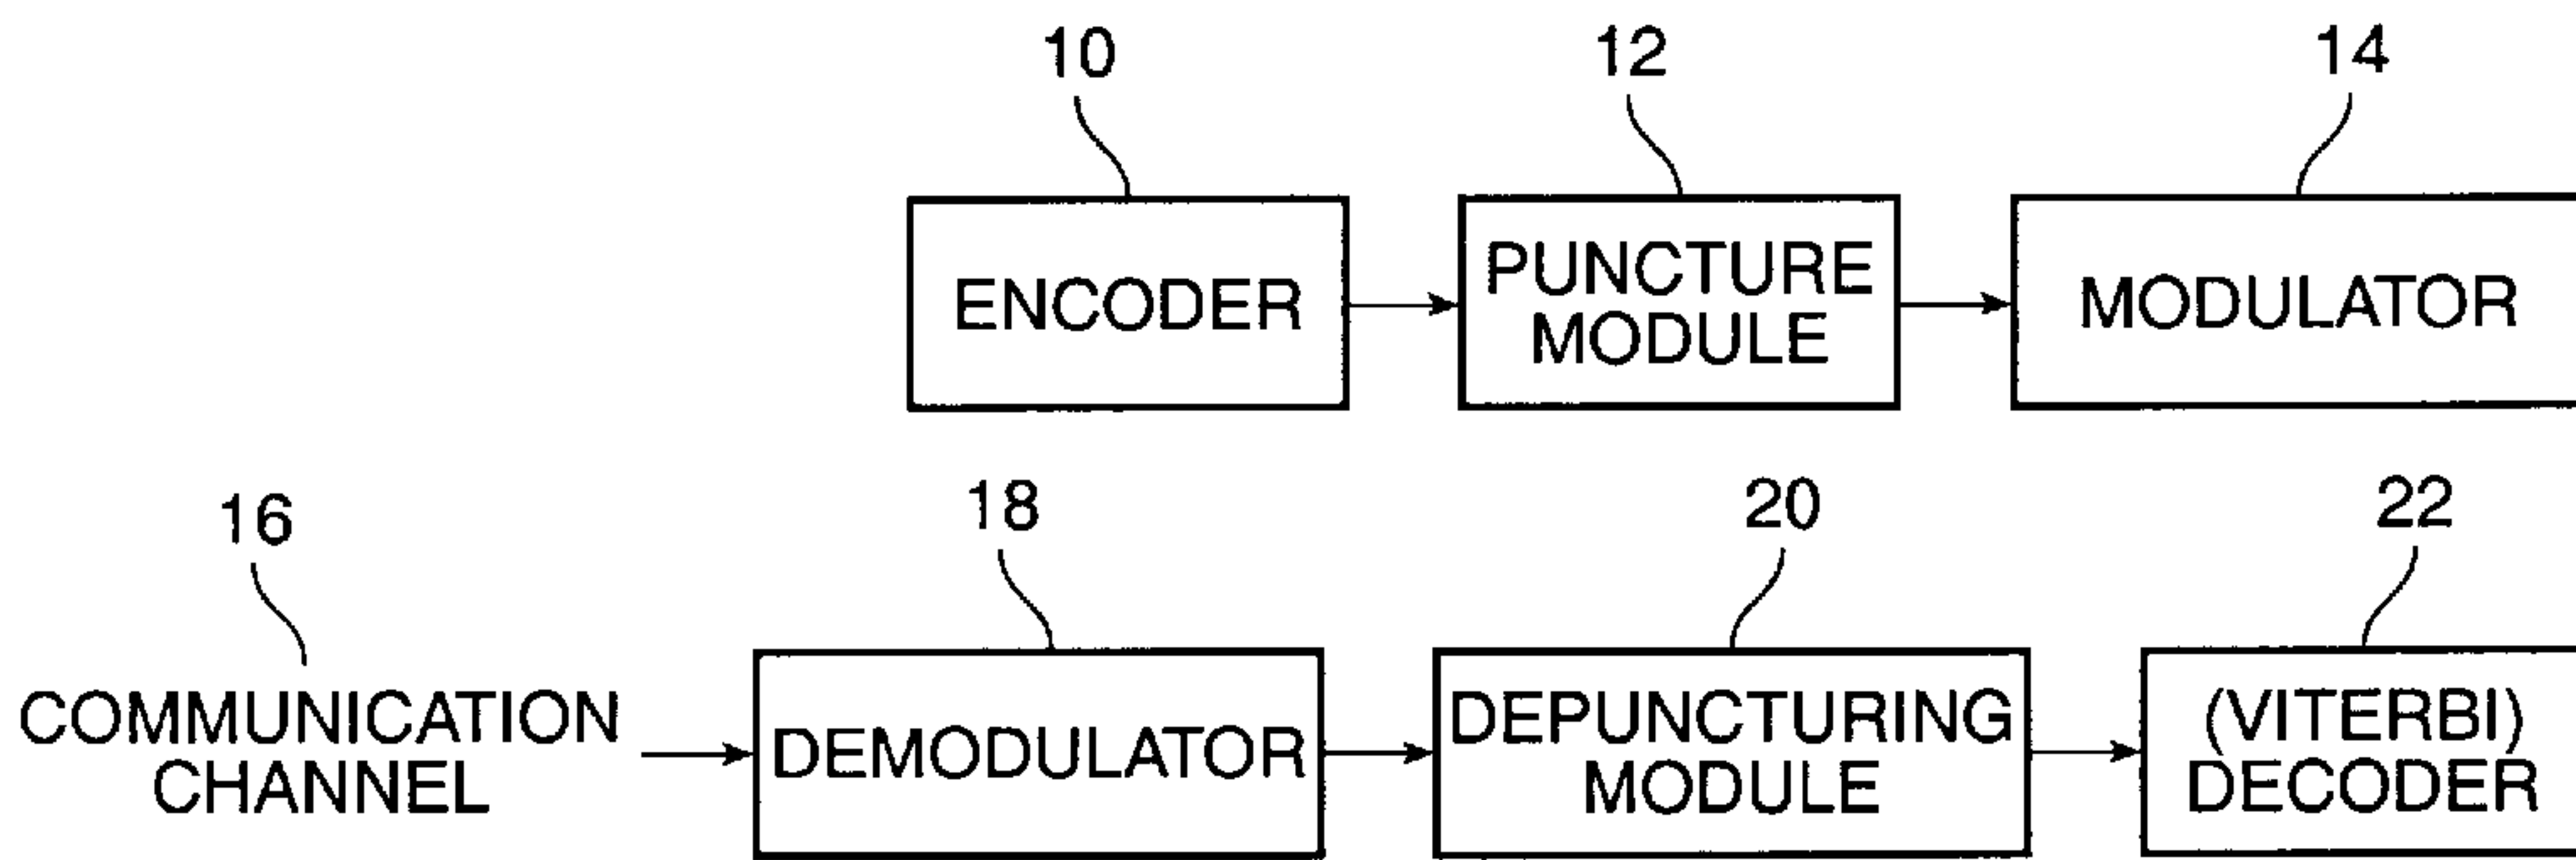 10
12
14
ENCODER
PUNCTURE
MODULE
MODULATOR
16
18
20
22
COMMUNICATION
CHANNEL
DEMODULATOR
DEPUNCTURING
MODULE
(VITERBI)
DECODER